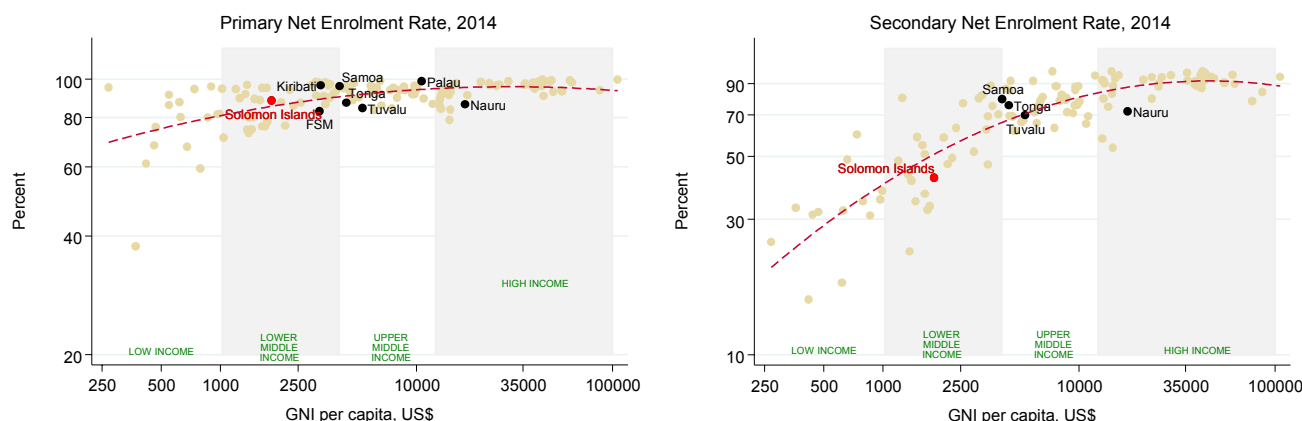 Primary Net Enrolment Rate, 2014
100
80
60
40
20
Percent
Kiribati
Samoa
Palau
Tonga
Tuvalu
Nauru
Solomon Islands
FSM
HIGH INCOME
LOW INCOME
LOWER
MIDDLE
INCOME
UPPER
MIDDLE
INCOME
250 500 1000 2500 10000 35000 100000
GNI per capita, US$
Secondary Net Enrolment Rate, 2014
90
70
50
30
10
Percent
Samoa
Tonga
Tuvalu
Nauru
Solomon Islands
LOW INCOME
LOWER
MIDDLE
INCOME
UPPER
MIDDLE
INCOME
HIGH INCOME
250 500 1000 2500 10000 35000 100000
GNI per capita, US$